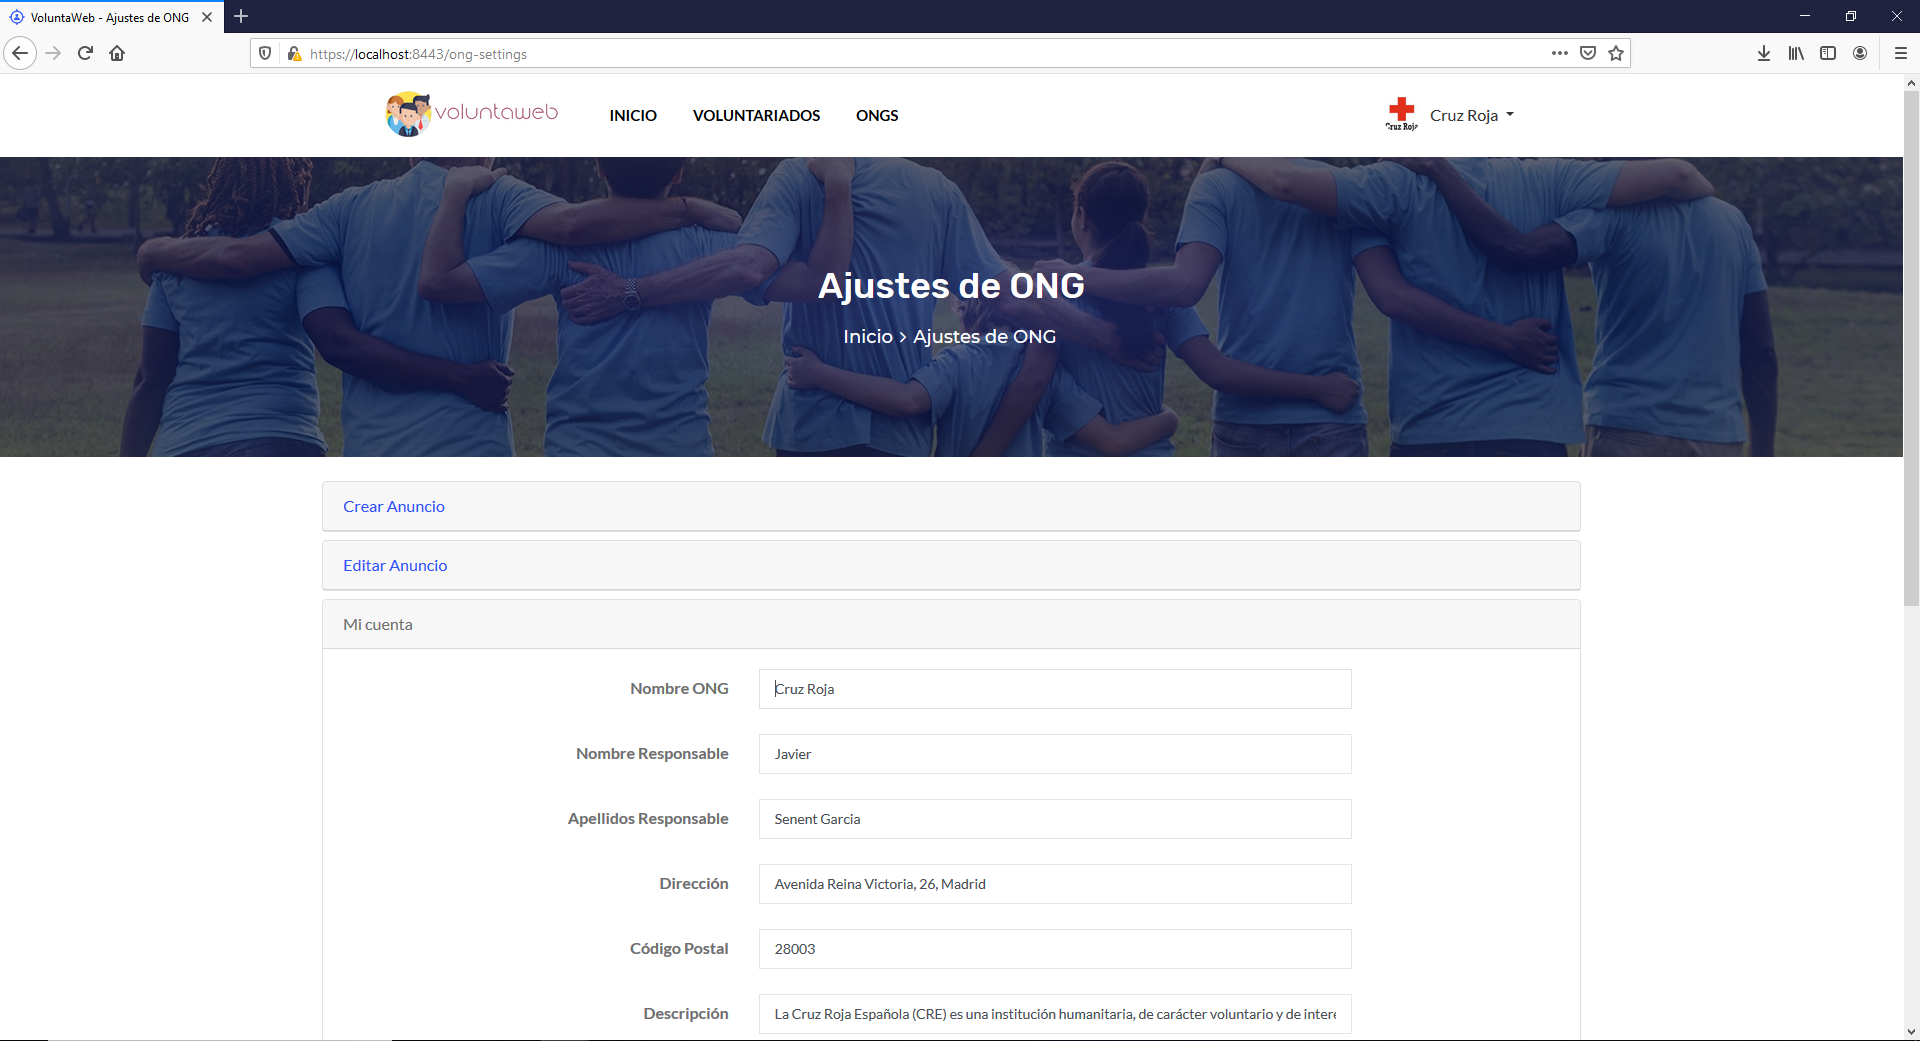 VoluntaWeb - Ajustes de ONG
https://localhost:8443/ong-settings
voluntaweb
INICIO
VOLUNTARIADOS
ONGS
Cruz Roja
Cruz Roja
Ajustes de ONG
Inicio > Ajustes de ONG
Crear Anuncio
Editar Anuncio
Mi cuenta
Nombre ONG
Cruz Roja
Nombre Responsable
Javier
Apellidos Responsable
Senent Garcia
Dirección
Avenida Reina Victoria, 26, Madrid
Código Postal
28003
Descripción
La Cruz Roja Española (CRE) es una institución humanitaria, de carácter voluntario y de inter